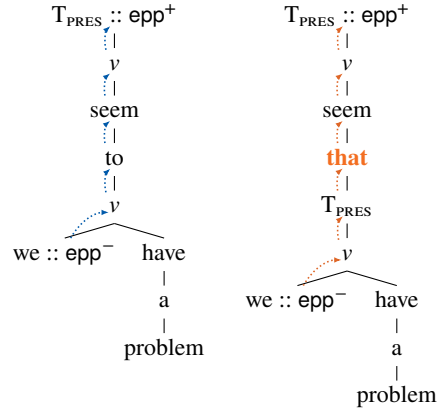 T_PRES :: epp⁺
v
seem
to
v
we :: epp⁻ have
a
problem
T_PRES :: epp⁺
v
seem
that
T_PRES
v
we :: epp⁻ have
a
problem